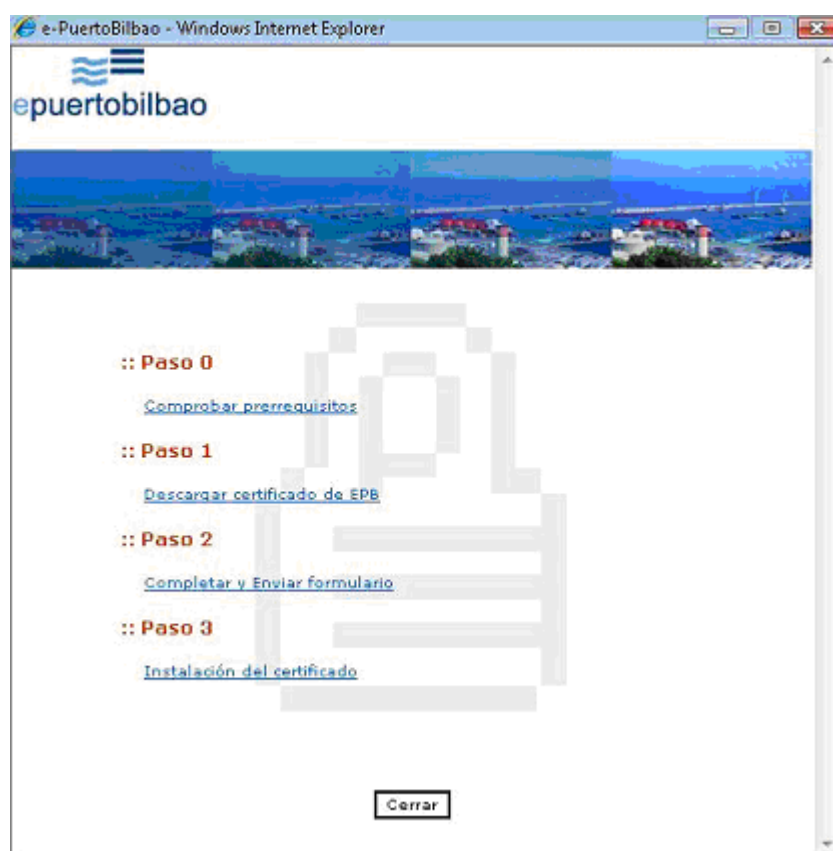 e-PuertoBilbao - Windows Internet Explorer
epuertobilbao
:: Paso 0
Comprobar prerrequisitos
:: Paso 1
Descargar certificado de EPB
:: Paso 2
Completar y Enviar formulario
:: Paso 3
Instalación del certificado
Cerrar